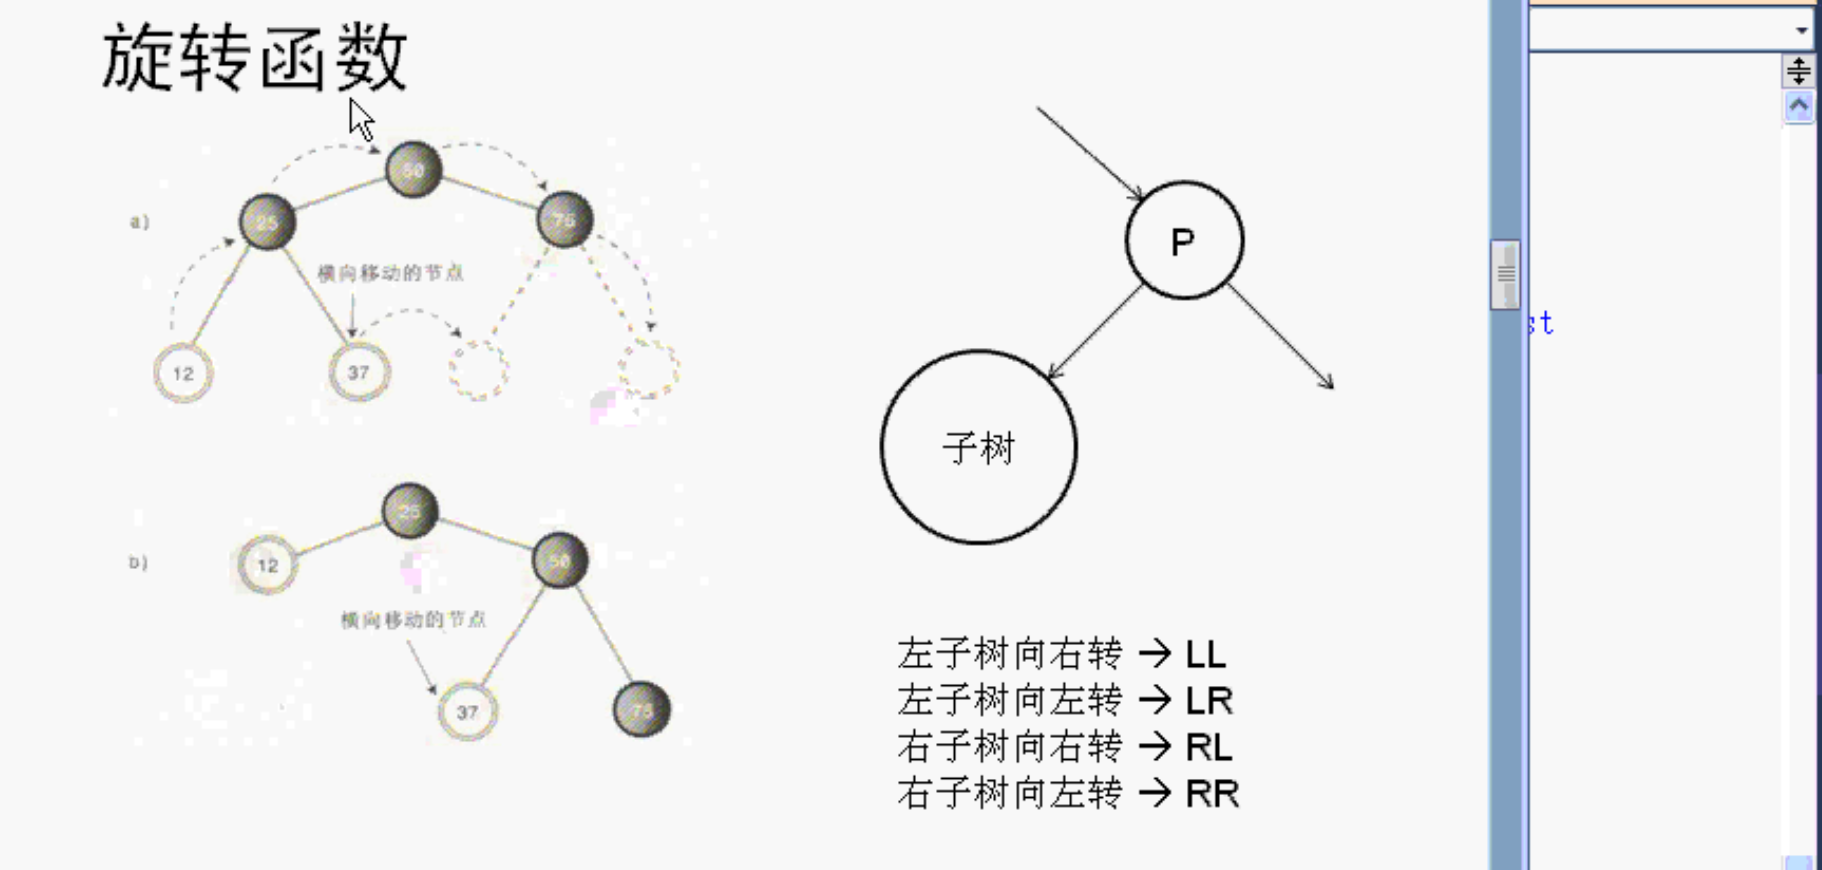 旋转函数
50
a)
25
75
横向移动的节点
12
37
25
b)
12
50
横向移动的节点
37
75
P
子树
左子树向右转 → LL
左子树向左转 → LR
右子树向右转 → RL
右子树向左转 → RR